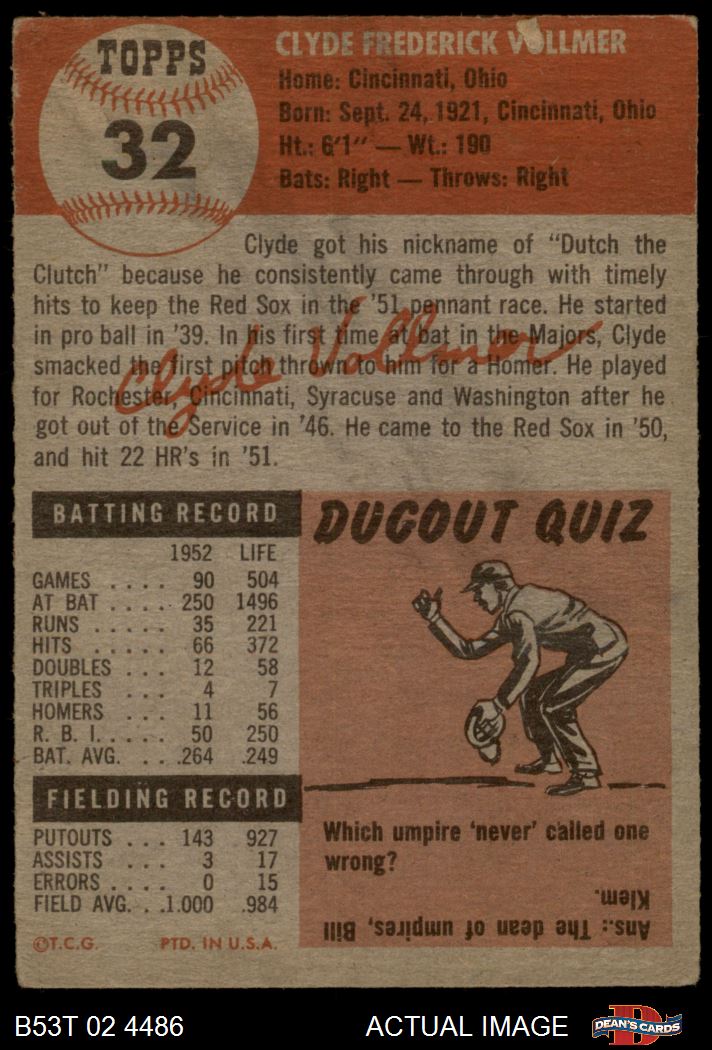 TOPPS
32
CLYDE FREDERICK VOLLMER
Home: Cincinnati, Ohio
Born: Sept. 24, 1921, Cincinnati, Ohio
Ht.: 6'1" — Wt.: 190
Bats: Right — Throws: Right
Clyde got his nickname of "Dutch the
Clutch" because he consistently came through with timely
hits to keep the Red Sox in the '51 pennant race. He started
in pro ball in '39. In his first time at bat in the Majors, Clyde
smacked the first pitch thrown to him for a Homer. He played
for Rochester, Cincinnati, Syracuse and Washington after he
got out of the Service in '46. He came to the Red Sox in '50,
and hit 22 HR's in '51.
Clyde Vollmer
BATTING RECORD
1952 LIFE
GAMES .... 90 504
AT BAT .... 250 1496
RUNS ..... 35 221
HITS ..... 66 372
DOUBLES ... 12 58
TRIPLES ... 4 7
HOMERS ... 11 56
R. B. I. .... 50 250
BAT. AVG. ... .264 .249
FIELDING RECORD
PUTOUTS ... 143 927
ASSISTS ... 3 17
ERRORS .... 0 15
FIELD AVG. .. 1.000 .984
©T.C.G. PTD. IN U.S.A.
DUGOUT QUIZ
Which umpire 'never' called one
wrong?
Ans.: The dean of umpires, Bill
Klem.
B53T 02 4486
ACTUAL IMAGE
D
DEAN'S CARDS